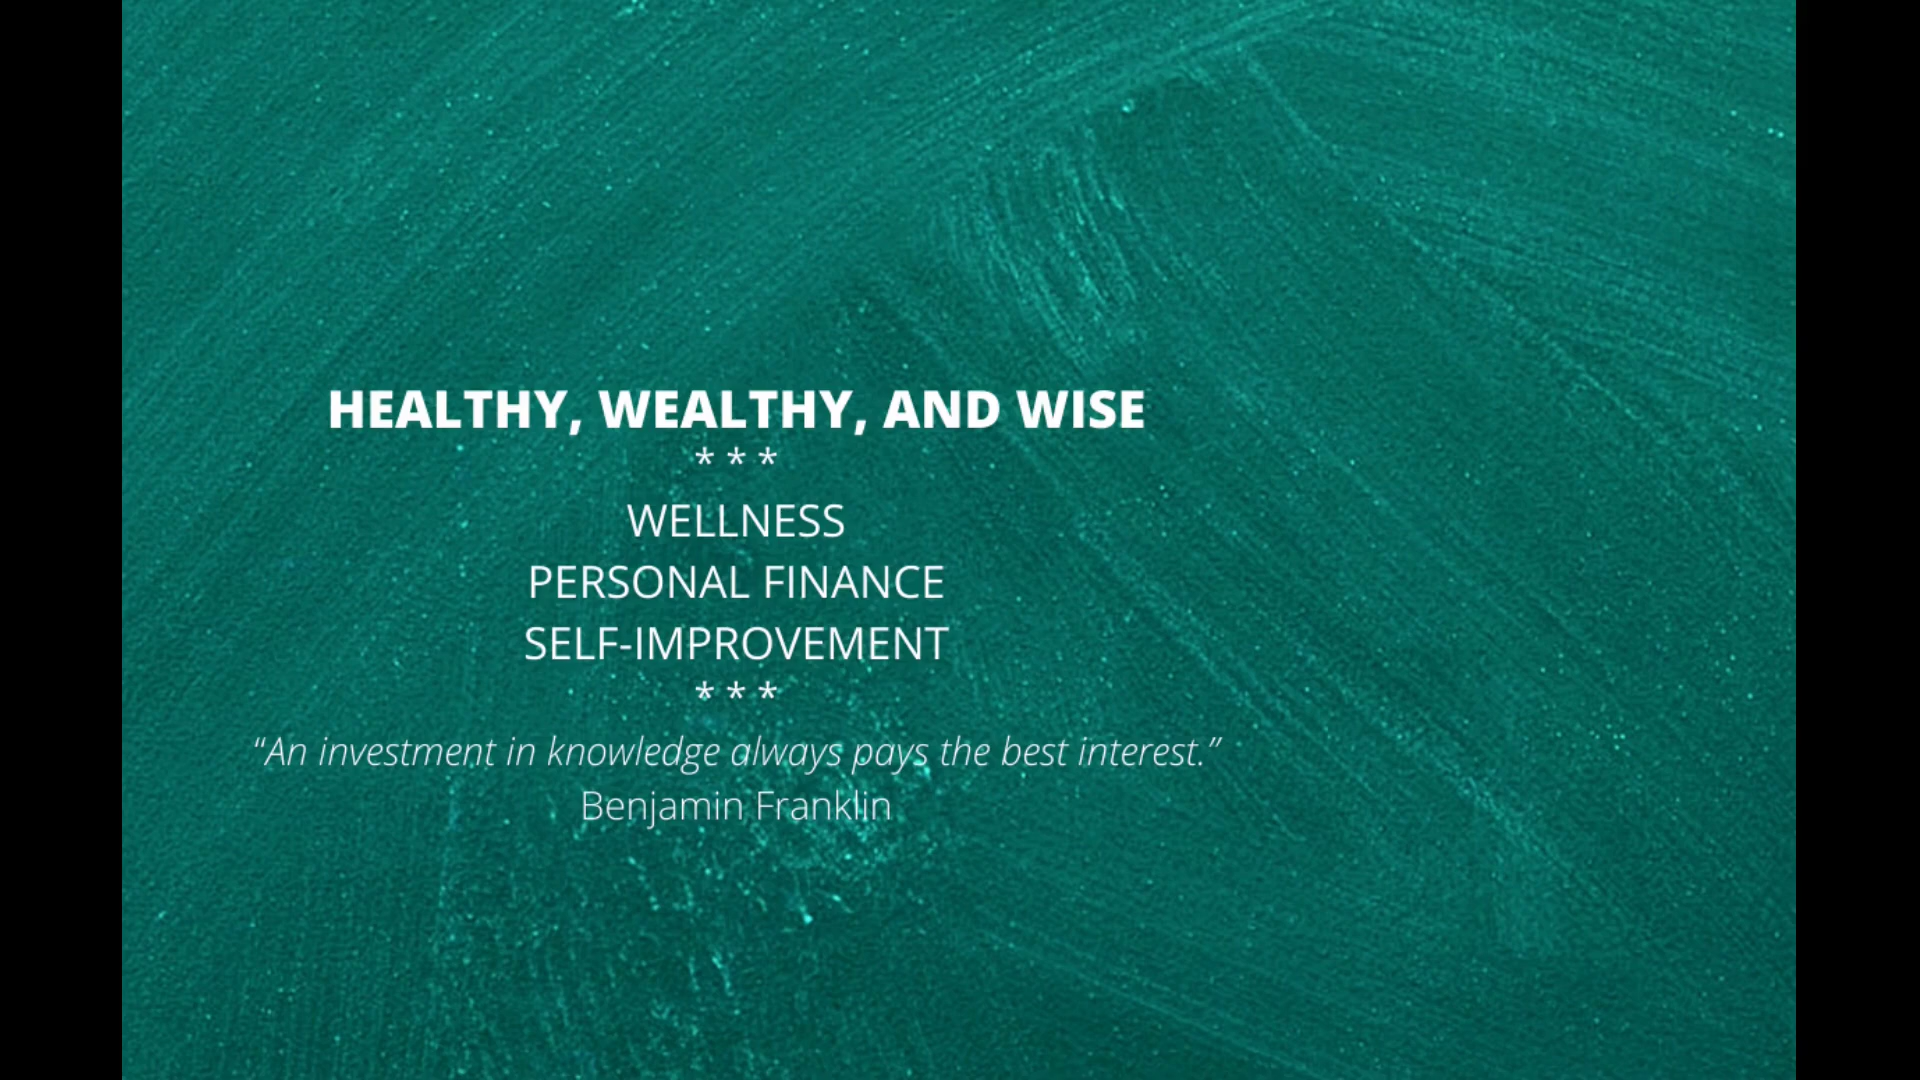 HEALTHY, WEALTHY, AND WISE
* * *
WELLNESS
PERSONAL FINANCE
SELF-IMPROVEMENT
* * *
“An investment in knowledge always pays the best interest.”
Benjamin Franklin